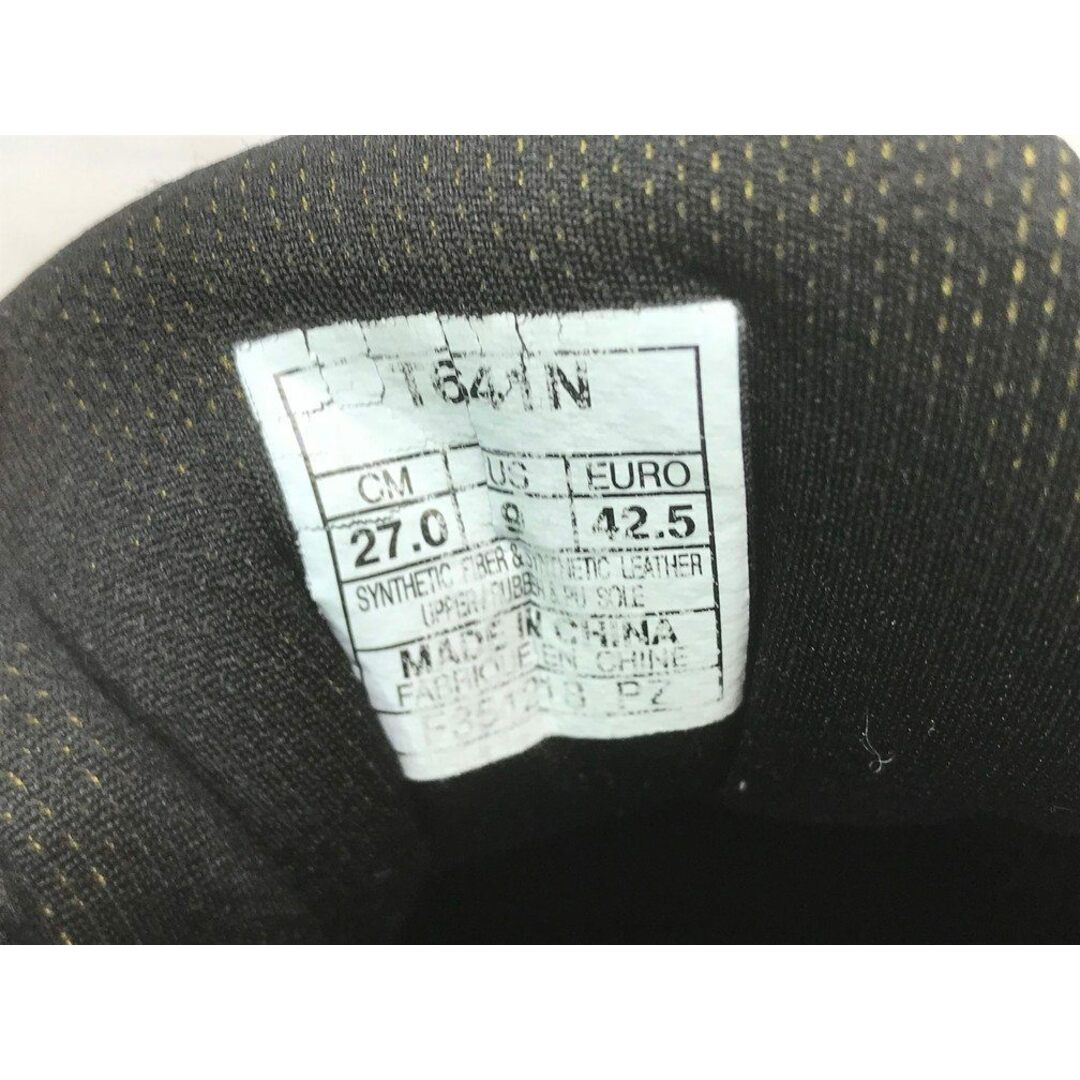 T641N
CM US EURO
27.0 9 42.5
SYNTHETIC FIBER & SYNTHETIC LEATHER
UPPER/RUBBER & PU SOLE
MADE IN CHINA
FABRIQUE EN CHINE
PZ